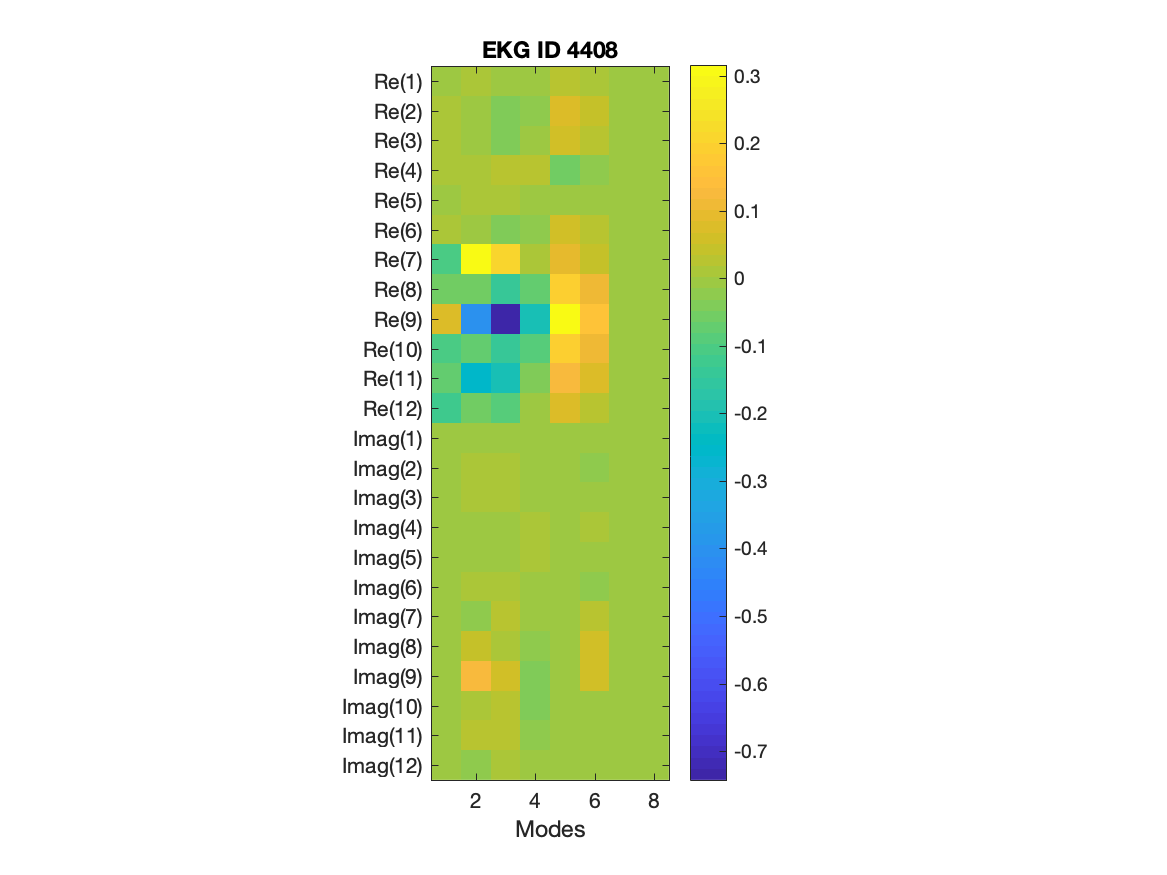 EKG ID 4408
Re(1)
Re(2)
Re(3)
Re(4)
Re(5)
Re(6)
Re(7)
Re(8)
Re(9)
Re(10)
Re(11)
Re(12)
Imag(1)
Imag(2)
Imag(3)
Imag(4)
Imag(5)
Imag(6)
Imag(7)
Imag(8)
Imag(9)
Imag(10)
Imag(11)
Imag(12)
2 4 6 8
Modes
0.3
0.2
0.1
0
-0.1
-0.2
-0.3
-0.4
-0.5
-0.6
-0.7